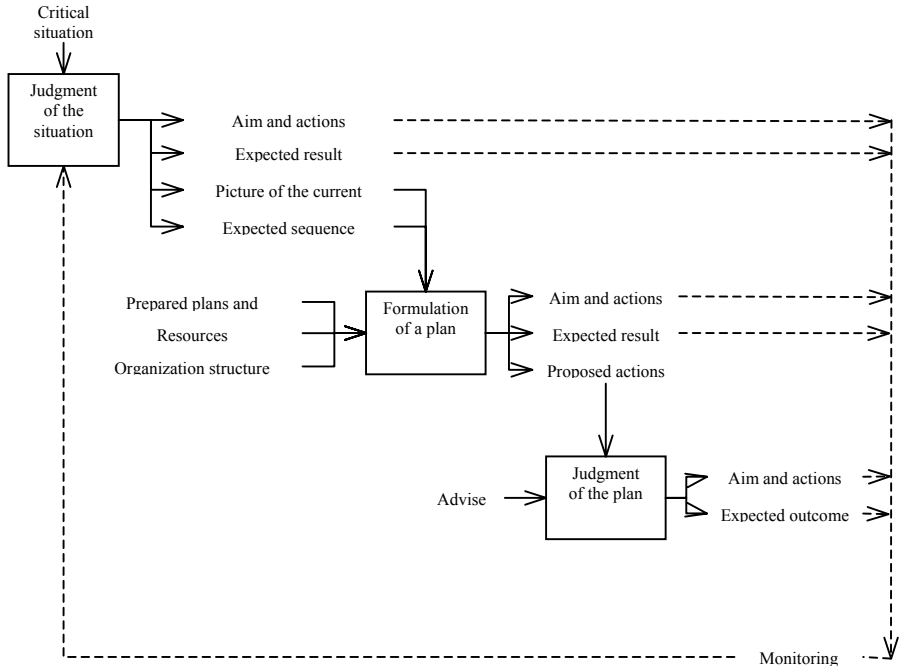 Critical
situation
Judgment
of the
situation
Aim and actions
Expected result
Picture of the current
Expected sequence
Prepared plans and
Resources
Organization structure
Formulation
of a plan
Aim and actions
Expected result
Proposed actions
Advise
Judgment
of the plan
Aim and actions
Expected outcome
Monitoring